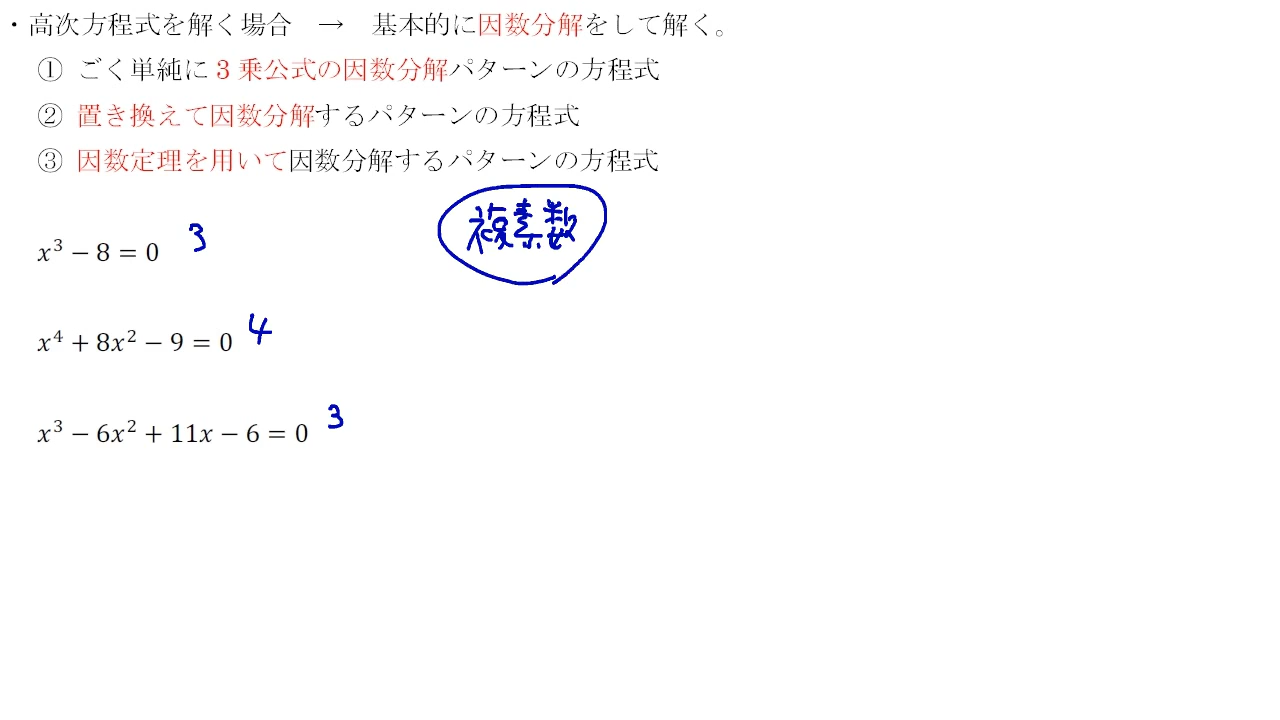 ・高次方程式を解く場合　→　基本的に因数分解をして解く。
① ごく単純に３乗公式の因数分解パターンの方程式
② 置き換えて因数分解するパターンの方程式
③ 因数定理を用いて因数分解するパターンの方程式
複素数
x³ − 8 = 0 3
x⁴ + 8x² − 9 = 0 4
x³ − 6x² + 11x − 6 = 0 3